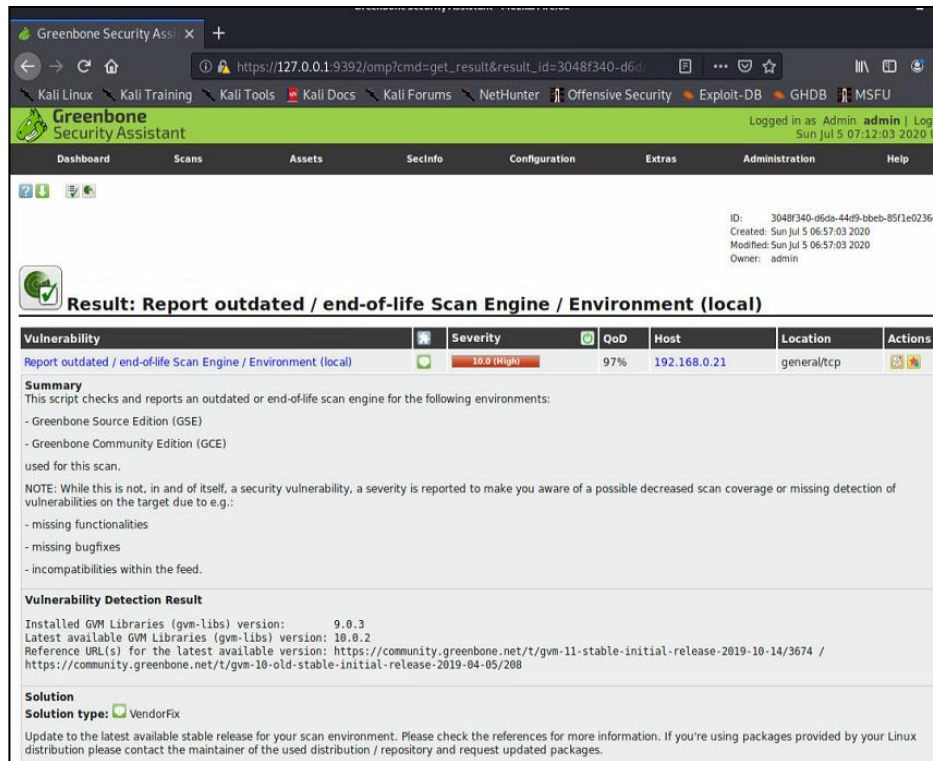 Greenbone Security Assi
https://127.0.0.1:9392/omp?cmd=get_result&result_id=3048f340-d6d
Kali Linux Kali Training Kali Tools Kali Docs Kali Forums NetHunter Offensive Security Exploit-DB GHDB MSFU
Greenbone
Security Assistant
Logged in as Admin admin | Log
Sun Jul 5 07:12:03 2020
Dashboard Scans Assets SecInfo Configuration Extras Administration Help
ID: 3048f340-d6da-44d9-bbeb-85f1e0236
Created: Sun Jul 5 06:57:03 2020
Modified: Sun Jul 5 06:57:03 2020
Owner: admin
Result: Report outdated / end-of-life Scan Engine / Environment (local)
Vulnerability Severity QoD Host Location Actions
Report outdated / end-of-life Scan Engine / Environment (local) 10.0 (High) 97% 192.168.0.21 general/tcp
Summary
This script checks and reports an outdated or end-of-life scan engine for the following environments:
- Greenbone Source Edition (GSE)
- Greenbone Community Edition (GCE)
used for this scan.
NOTE: While this is not, in and of itself, a security vulnerability, a severity is reported to make you aware of a possible decreased scan coverage or missing detection of
vulnerabilities on the target due to e.g.:
- missing functionalities
- missing bugfixes
- incompatibilities within the feed.
Vulnerability Detection Result
Installed GVM Libraries (gvm-libs) version: 9.0.3
Latest available GVM Libraries (gvm-libs) version: 10.0.2
Reference URL(s) for the latest available version: https://community.greenbone.net/t/gvm-11-stable-initial-release-2019-10-14/3674 /
https://community.greenbone.net/t/gvm-10-old-stable-initial-release-2019-04-05/208
Solution
Solution type: VendorFix
Update to the latest available stable release for your scan environment. Please check the references for more information. If you're using packages provided by your Linux
distribution please contact the maintainer of the used distribution / repository and request updated packages.